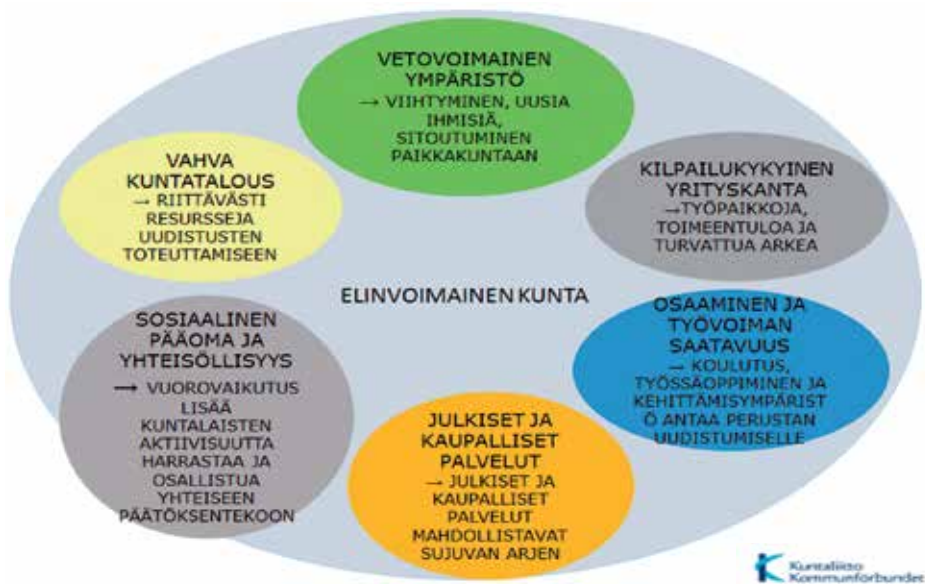 VETOVOIMAINEN
YMPÄRISTÖ
→ VIIHTYMINEN, UUSIA
IHMISIÄ,
SITOUTUMINEN
PAIKKAKUNTAAN
VAHVA
KUNTATALOUS
→ RIITTÄVÄSTI
RESURSSEJA
UUDISTUSTEN
TOTEUTTAMISEEN
KILPAILUKYKYINEN
YRITYSKANTA
→TYÖPAIKKOJA,
TOIMEENTULOA JA
TURVATTUA ARKEA
ELINVOIMAINEN KUNTA
SOSIAALINEN
PÄÄOMA JA
YHTEISÖLLISYYS
→ VUOROVAIKUTUS
LISÄÄ
KUNTALAISTEN
AKTIIVISUUTTA
HARRASTAA JA
OSALLISTUA
YHTEISEEN
PÄÄTÖKSENTEKOON
OSAAMINEN JA
TYÖVOIMAN
SAATAVUUS
→ KOULUTUS,
TYÖSSÄOPPIMINEN JA
KEHITTÄMISYMPÄRIST
Ö ANTAA PERUSTAN
UUDISTUMISELLE
JULKISET JA
KAUPALLISET
PALVELUT
→ JULKISET JA
KAUPALLISET
PALVELUT
MAHDOLLISTAVAT
SUJUVAN ARJEN
Kuntaliitto
Kommunförbundet